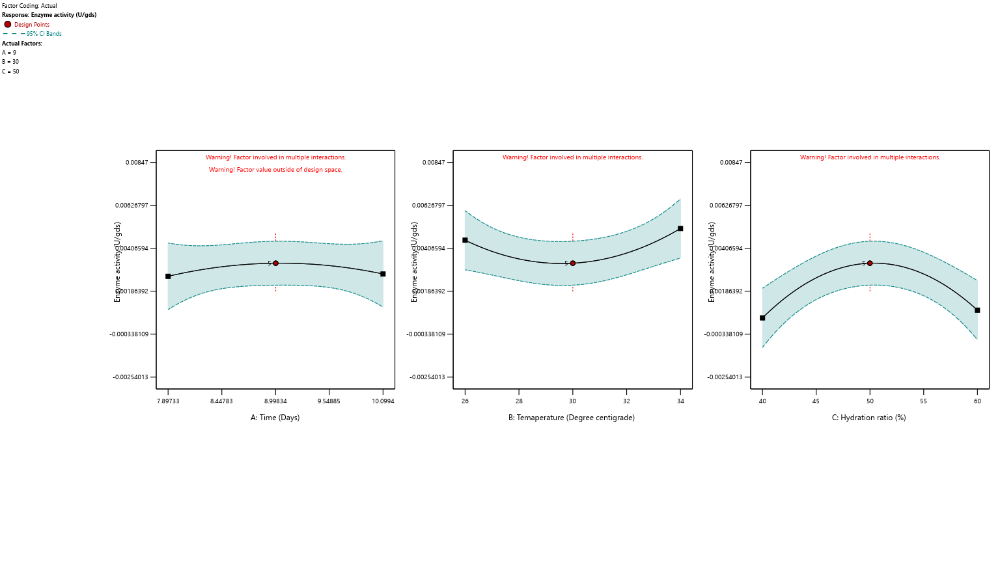 Factor Coding: Actual
Response: Enzyme activity (U/gds)
Design Points
95% CI Bands
Actual Factors:
A = 9
B = 30
C = 50
Warning! Factor involved in multiple interactions.
Warning! Factor value outside of design space.
0.00847
0.00626797
0.00406594
0.00186392
-0.000338109
-0.00254013
Enzyme activity (U/gds)
5
7.89733
8.44783
8.99834
9.54885
10.0994
A: Time (Days)
Warning! Factor involved in multiple interactions.
0.00847
0.00626797
0.00406594
0.00186392
-0.000338109
-0.00254013
Enzyme activity (U/gds)
5
26
28
30
32
34
B: Temaperature (Degree centigrade)
Warning! Factor involved in multiple interactions.
0.00847
0.00626797
0.00406594
0.00186392
-0.000338109
-0.00254013
Enzyme activity (U/gds)
5
40
45
50
55
60
C: Hydration ratio (%)